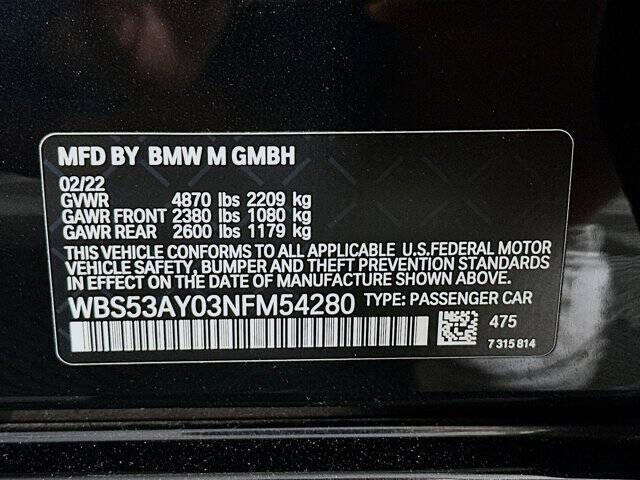 MFD BY BMW M GMBH
02/22
GVWR 4870 lbs 2209 kg
GAWR FRONT 2380 lbs 1080 kg
GAWR REAR 2600 lbs 1179 kg
THIS VEHICLE CONFORMS TO ALL APPLICABLE U.S.FEDERAL MOTOR
VEHICLE SAFETY, BUMPER, AND THEFT PREVENTION STANDARDS
IN EFFECT ON THE DATE OF MANUFACTURE SHOWN ABOVE.
WBS53AY03NFM54280 TYPE: PASSENGER CAR
475
7 315 814